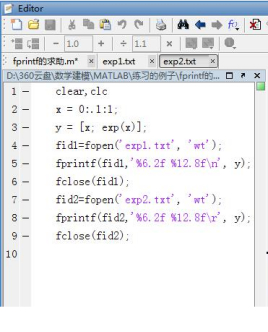 Editor
- 1.0 + ÷ 1.1 ×
fprintf的求助.m* × exp1.txt × exp2.txt ×
D:\360云盘\数学建模\MATLAB\练习的例子\fprintf的...
1 - clear,clc
2 - x = 0:.1:1;
3 - y = [x; exp(x)];
4 - fid1=fopen('exp1.txt', 'wt');
5 - fprintf(fid1,'%6.2f %12.8f\n', y);
6 - fclose(fid1);
7 - fid2=fopen('exp2.txt', 'wt');
8 - fprintf(fid2,'%6.2f %12.8f\r', y);
9 - fclose(fid2);
10